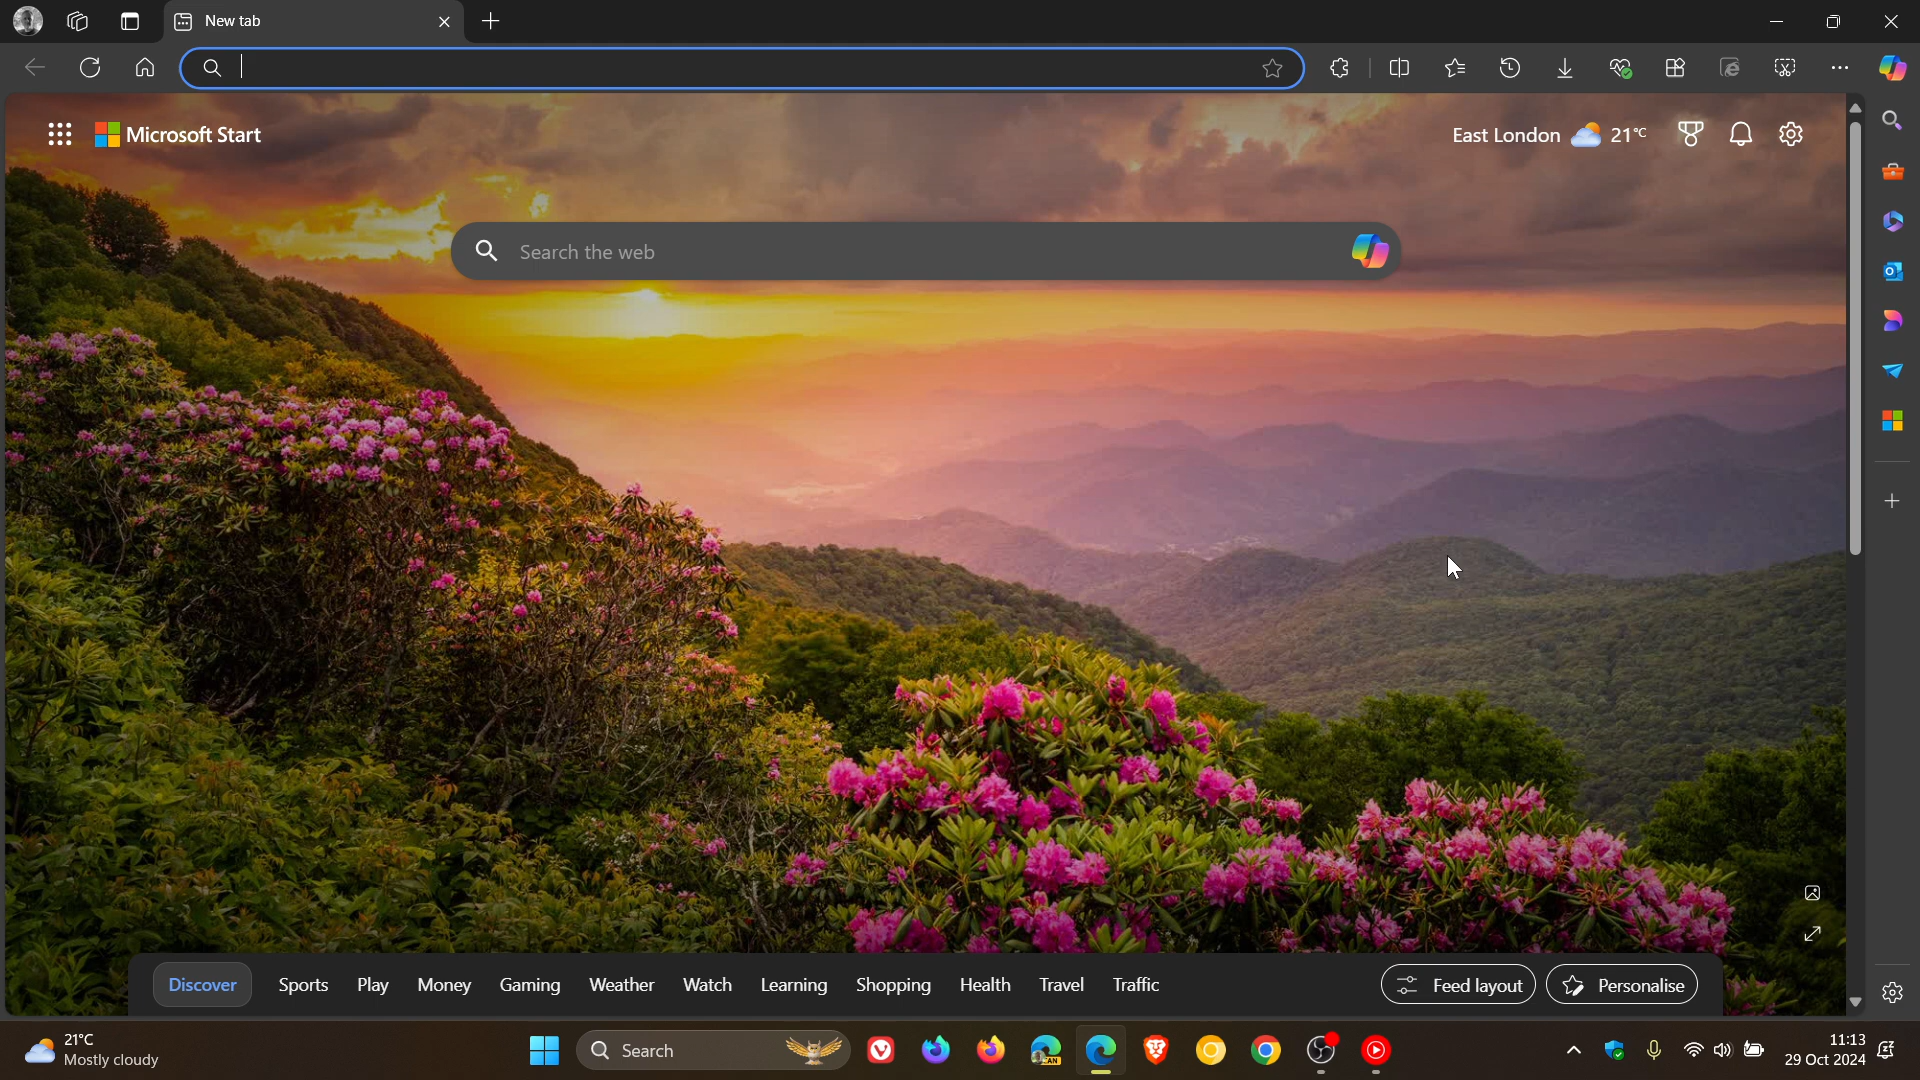 New tab
Microsoft Start
East London 21°C
Search the web
Discover Sports Play Money Gaming Weather Watch Learning Shopping Health Travel Traffic Feed layout Personalise
21°C
Mostly cloudy
Search
CAN
11:13
29 Oct 2024